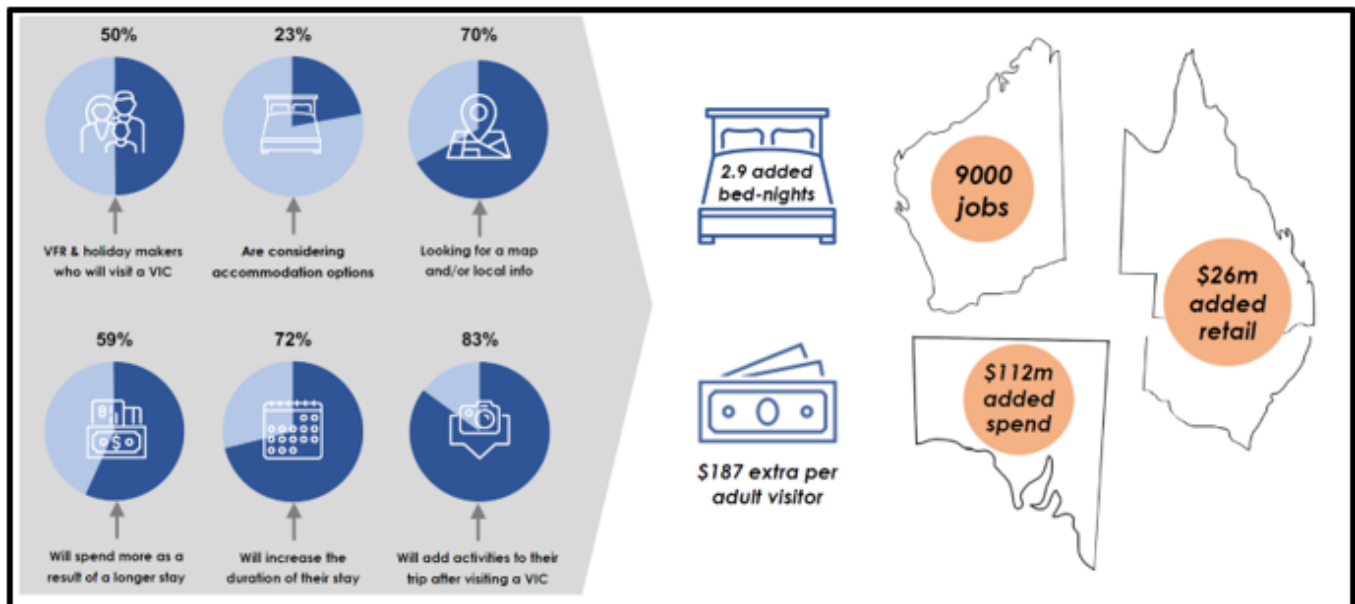 50%
23%
70%
VFR & holiday makers
who will visit a VIC
Are considering
accommodation options
Looking for a map
and/or local info
59%
72%
83%
Will spend more as a
result of a longer stay
Will increase the
duration of their stay
Will add activities to their
trip after visiting a VIC
2.9 added
bed-nights
$187 extra per
adult visitor
9000
jobs
$26m
added
retail
$112m
added
spend